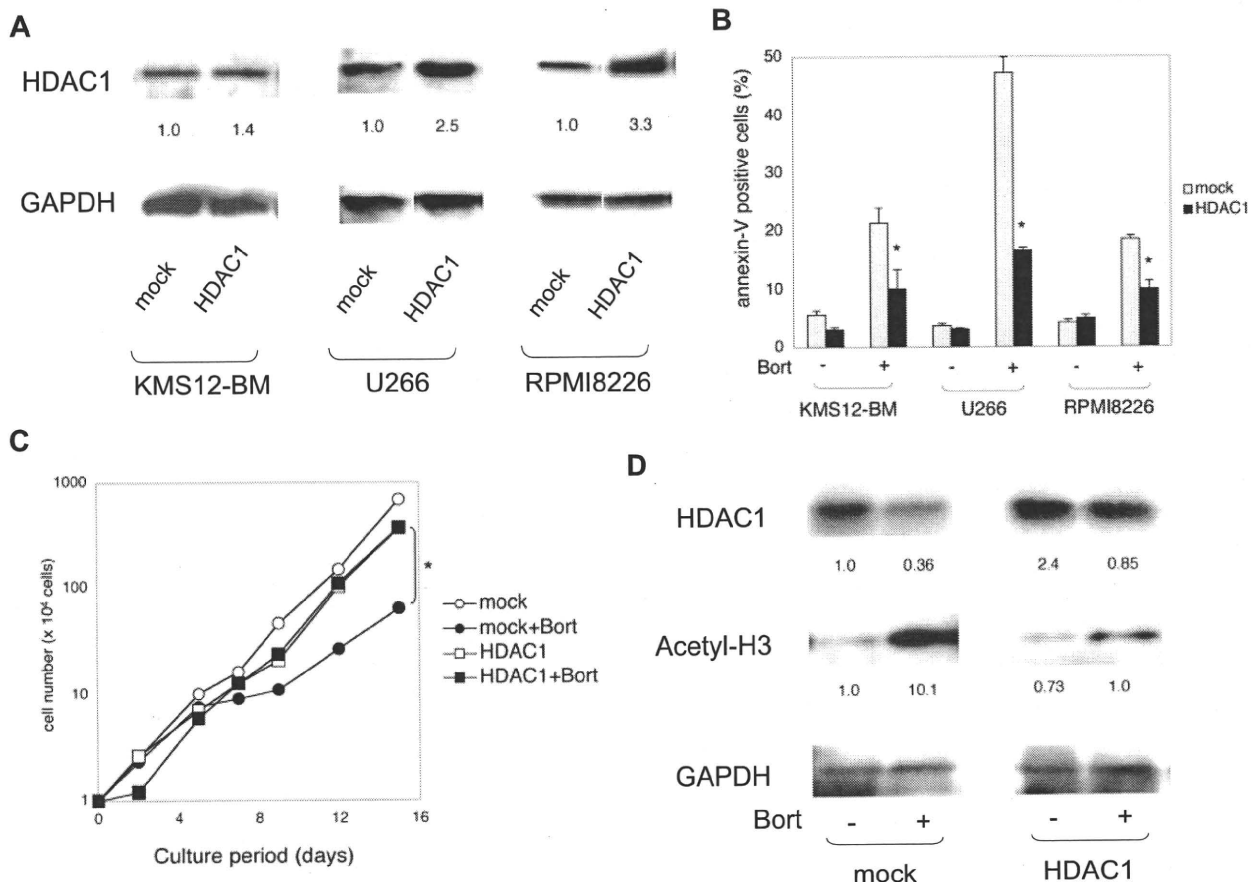 A
HDAC1
1.0 1.4 1.0 2.5 1.0 3.3
GAPDH
mock HDAC1 mock HDAC1 mock HDAC1
KMS12-BM U266 RPMI8226
B
annexin-V positive cells (%)
50
40
30
20
10
0
mock
HDAC1
* * *
Bort - + - + - +
KMS12-BM U266 RPMI8226
C
cell number (x 10⁴ cells)
1000
100
10
1
0 4 8 12 16
Culture period (days)
*
mock
mock+Bort
HDAC1
HDAC1+Bort
D
HDAC1
1.0 0.36 2.4 0.85
Acetyl-H3
1.0 10.1 0.73 1.0
GAPDH
Bort - + - +
mock HDAC1